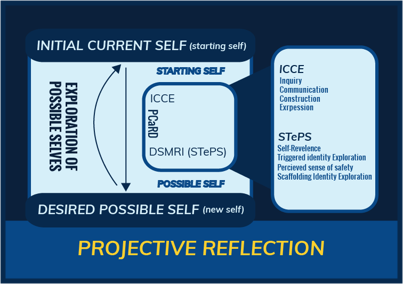 INITIAL CURRENT SELF (starting self)
STARTING SELF
EXPLORATION OF
POSSIBLE SELVES
ICCE
PCaRD
DSMRI (STePS)
POSSIBLE SELF
DESIRED POSSIBLE SELF (new self)
ICCE
Inquiry
Communication
Construction
Exrpession
STePS
Self-Revelence
Triggered identity Exploration
Percieved sense of safety
Scaffolding Identity Exploration
PROJECTIVE REFLECTION